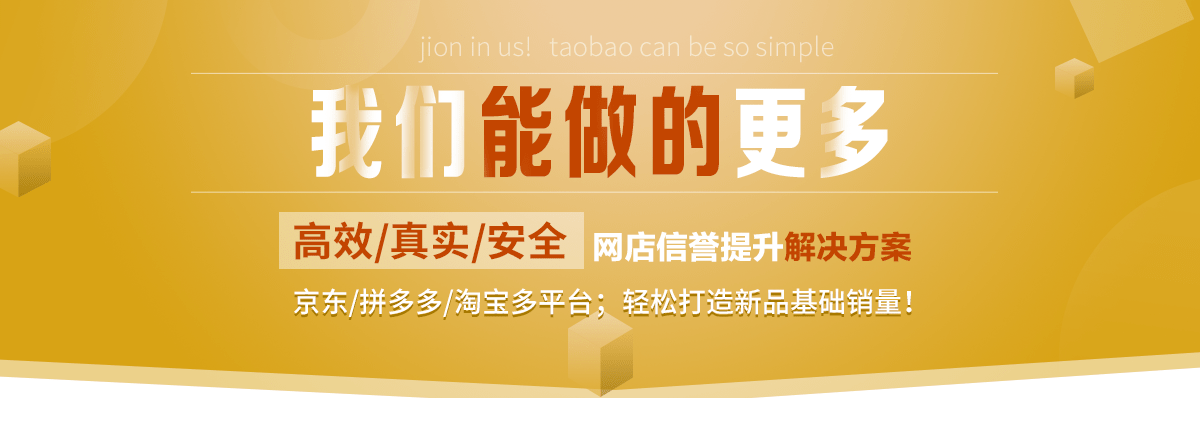 jion in us! taobao can be so simple
我们能做的更多
高效/真实/安全 网店信誉提升解决方案
京东/拼多多/淘宝多平台；轻松打造新品基础销量！